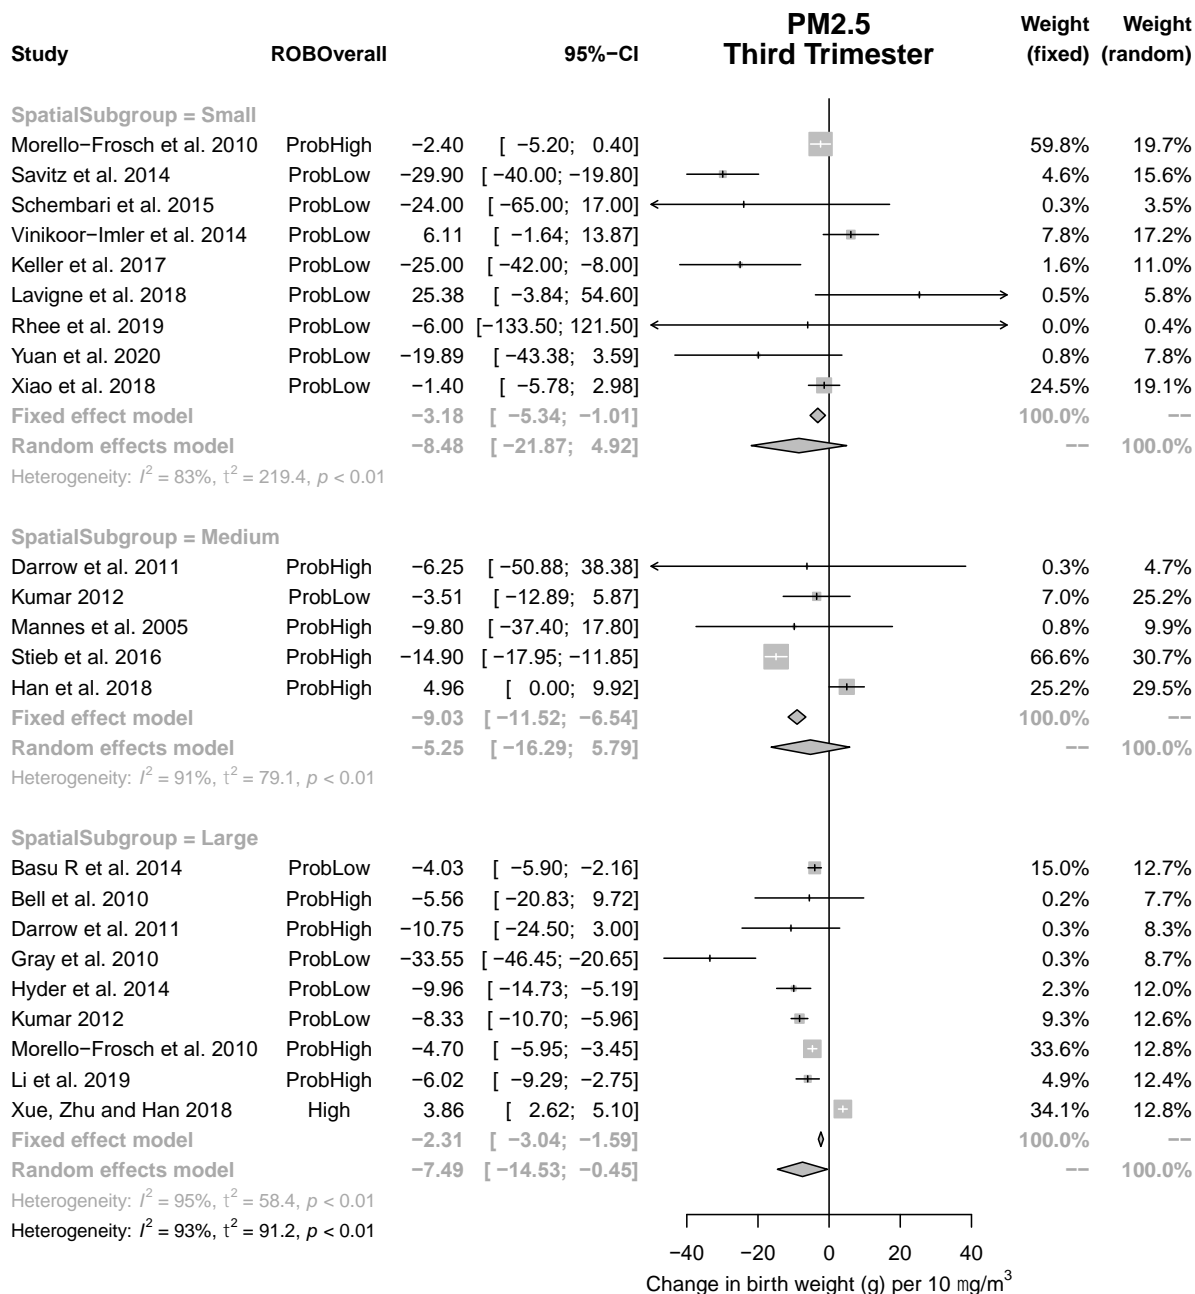 PM2.5 Weight Weight
Study ROBOverall 95%−CI Third Trimester (fixed) (random)
SpatialSubgroup = Small
Morello−Frosch et al. 2010 ProbHigh −2.40 [ −5.20; 0.40] 59.8% 19.7%
Savitz et al. 2014 ProbLow −29.90 [ −40.00; −19.80] 4.6% 15.6%
Schembari et al. 2015 ProbLow −24.00 [ −65.00; 17.00] 0.3% 3.5%
Vinikoor−Imler et al. 2014 ProbLow 6.11 [ −1.64; 13.87] 7.8% 17.2%
Keller et al. 2017 ProbLow −25.00 [ −42.00; −8.00] 1.6% 11.0%
Lavigne et al. 2018 ProbLow 25.38 [ −3.84; 54.60] 0.5% 5.8%
Rhee et al. 2019 ProbLow −6.00 [−133.50; 121.50] 0.0% 0.4%
Yuan et al. 2020 ProbLow −19.89 [ −43.38; 3.59] 0.8% 7.8%
Xiao et al. 2018 ProbLow −1.40 [ −5.78; 2.98] 24.5% 19.1%
Fixed effect model −3.18 [ −5.34; −1.01] 100.0% −−
Random effects model −8.48 [ −21.87; 4.92] −− 100.0%
Heterogeneity: I² = 83%, t² = 219.4, p < 0.01
SpatialSubgroup = Medium
Darrow et al. 2011 ProbHigh −6.25 [ −50.88; 38.38] 0.3% 4.7%
Kumar 2012 ProbLow −3.51 [ −12.89; 5.87] 7.0% 25.2%
Mannes et al. 2005 ProbHigh −9.80 [ −37.40; 17.80] 0.8% 9.9%
Stieb et al. 2016 ProbHigh −14.90 [ −17.95; −11.85] 66.6% 30.7%
Han et al. 2018 ProbHigh 4.96 [ 0.00; 9.92] 25.2% 29.5%
Fixed effect model −9.03 [ −11.52; −6.54] 100.0% −−
Random effects model −5.25 [ −16.29; 5.79] −− 100.0%
Heterogeneity: I² = 91%, t² = 79.1, p < 0.01
SpatialSubgroup = Large
Basu R et al. 2014 ProbLow −4.03 [ −5.90; −2.16] 15.0% 12.7%
Bell et al. 2010 ProbHigh −5.56 [ −20.83; 9.72] 0.2% 7.7%
Darrow et al. 2011 ProbHigh −10.75 [ −24.50; 3.00] 0.3% 8.3%
Gray et al. 2010 ProbLow −33.55 [ −46.45; −20.65] 0.3% 8.7%
Hyder et al. 2014 ProbLow −9.96 [ −14.73; −5.19] 2.3% 12.0%
Kumar 2012 ProbLow −8.33 [ −10.70; −5.96] 9.3% 12.6%
Morello−Frosch et al. 2010 ProbHigh −4.70 [ −5.95; −3.45] 33.6% 12.8%
Li et al. 2019 ProbHigh −6.02 [ −9.29; −2.75] 4.9% 12.4%
Xue, Zhu and Han 2018 High 3.86 [ 2.62; 5.10] 34.1% 12.8%
Fixed effect model −2.31 [ −3.04; −1.59] 100.0% −−
Random effects model −7.49 [ −14.53; −0.45] −− 100.0%
Heterogeneity: I² = 95%, t² = 58.4, p < 0.01
Heterogeneity: I² = 93%, t² = 91.2, p < 0.01
−40 −20 0 20 40
Change in birth weight (g) per 10 mg/m³